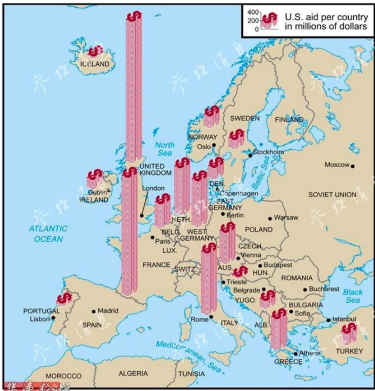 400
200
0
U.S. aid per country
in millions of dollars
ICELAND
NORWAY
SWEDEN
FINLAND
Oslo
Stockholm
North
Sea
Baltic Sea
Moscow
SOVIET UNION
UNITED
KINGDOM
London
Dublin
IRELAND
DEN.
Copenhagen
EAST
GERMANY
Berlin
Warsaw
POLAND
NETH.
BELG.
WEST
GERMANY
LUX.
Paris
ATLANTIC
OCEAN
FRANCE
SWITZ.
CZECH.
Vienna
AUS.
Budapest
HUN.
ROMANIA
Trieste
Belgrade
Bucharest
YUGO.
BULGARIA
Sofia
Black
Sea
PORTUGAL
Lisbon
Madrid
SPAIN
Rome
ITALY
ALB.
Istanbul
TURKEY
GREECE
Athens
Mediterranean Sea
MOROCCO
ALGERIA
TUNISIA